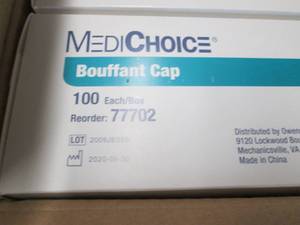 MEDICHOICE®
Bouffant Cap
100 Each/Box
Reorder: 77702
LOT
Distributed by Owens
9120 Lockwood Bou
Mechanicsville, VA
Made in China